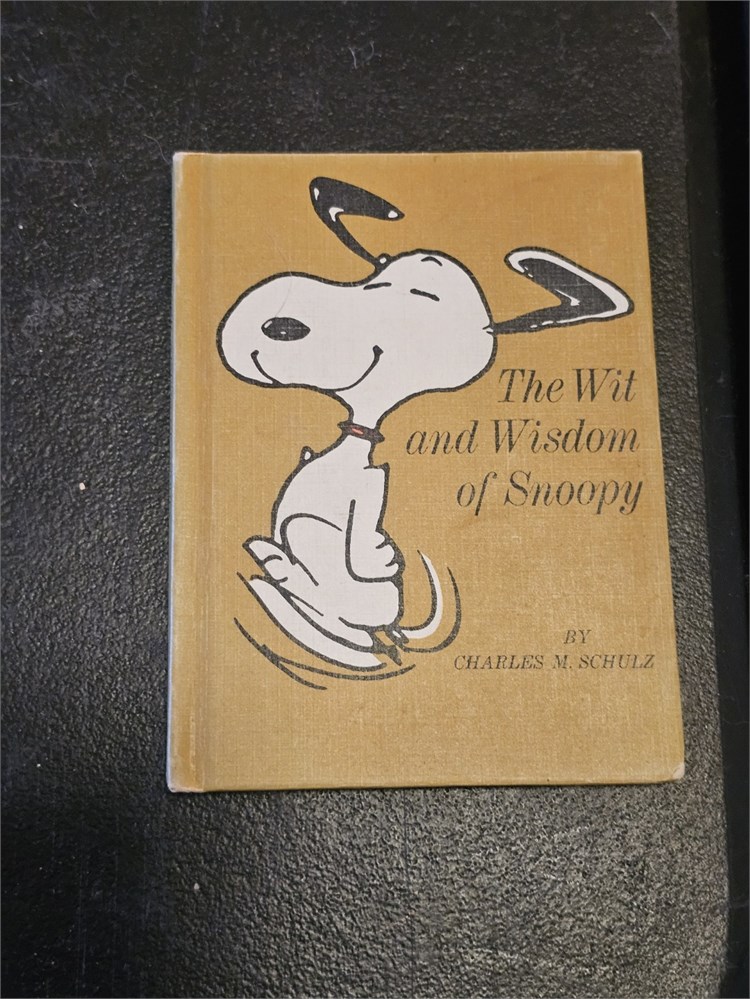 The Wit
and Wisdom
of Snoopy
BY
CHARLES M. SCHULZ